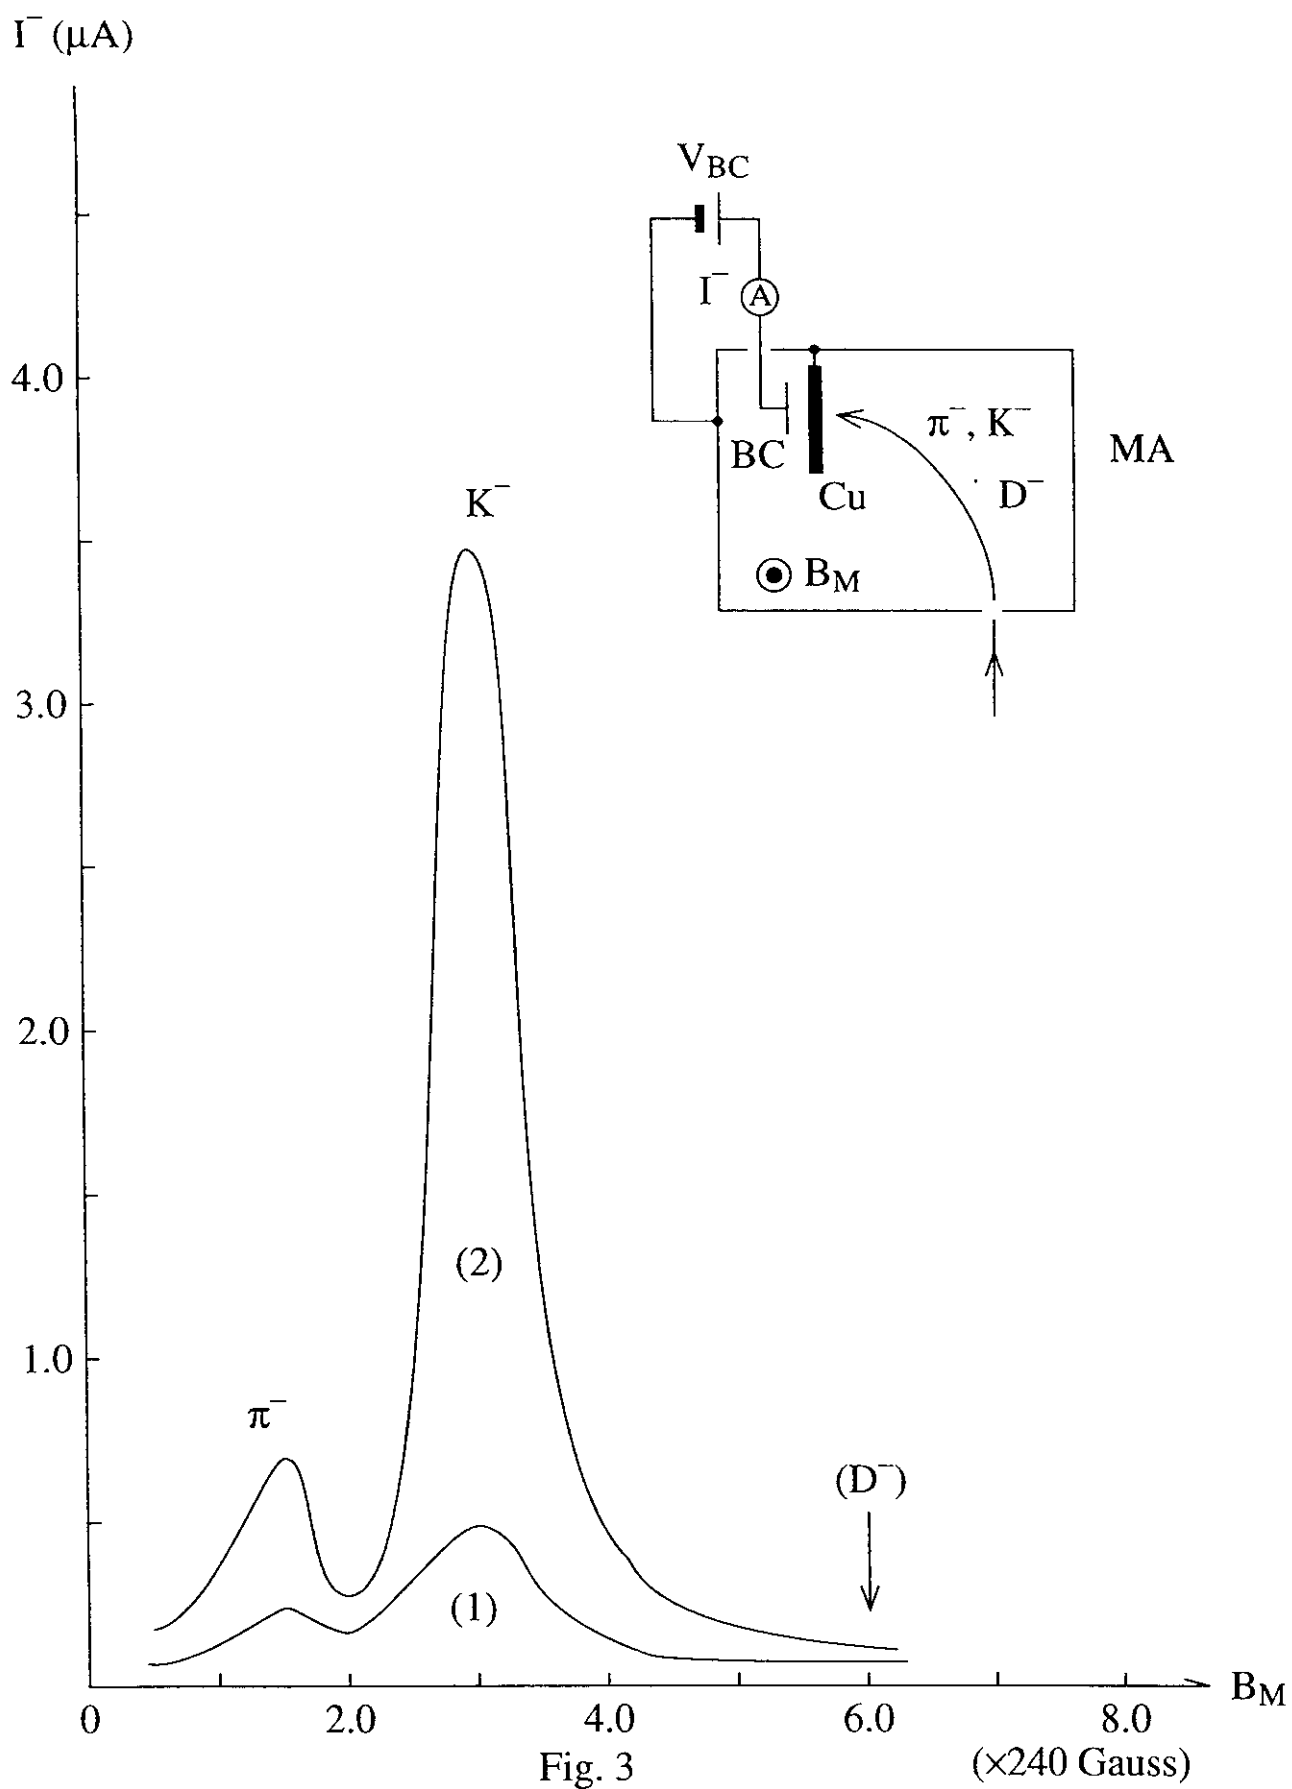 I⁻ (μA)
V_BC
I⁻ A
4.0
π⁻, K⁻
MA
BC
D⁻
Cu
K⁻
B_M
3.0
2.0
(2)
1.0
π⁻
(D⁻)
(1)
0 2.0 4.0 6.0 8.0 B_M
Fig. 3 (×240 Gauss)